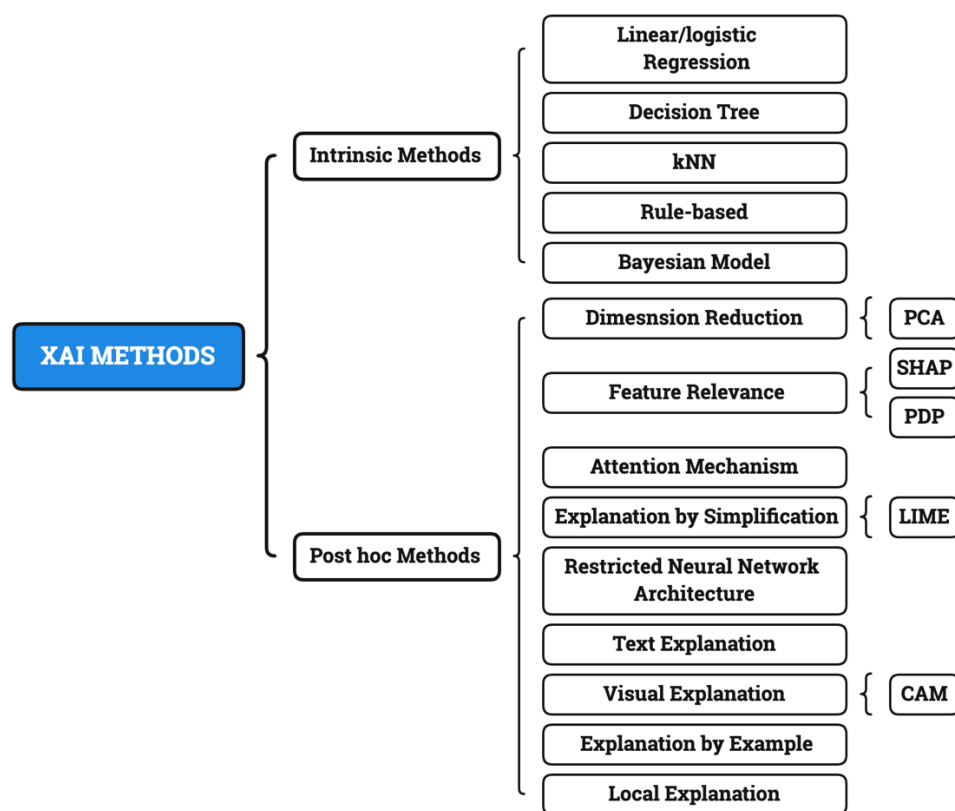 XAI METHODS
Intrinsic Methods
Linear/logistic
Regression
Decision Tree
kNN
Rule-based
Bayesian Model
Post hoc Methods
Dimesnsion Reduction
PCA
Feature Relevance
SHAP
PDP
Attention Mechanism
Explanation by Simplification
LIME
Restricted Neural Network
Architecture
Text Explanation
Visual Explanation
CAM
Explanation by Example
Local Explanation